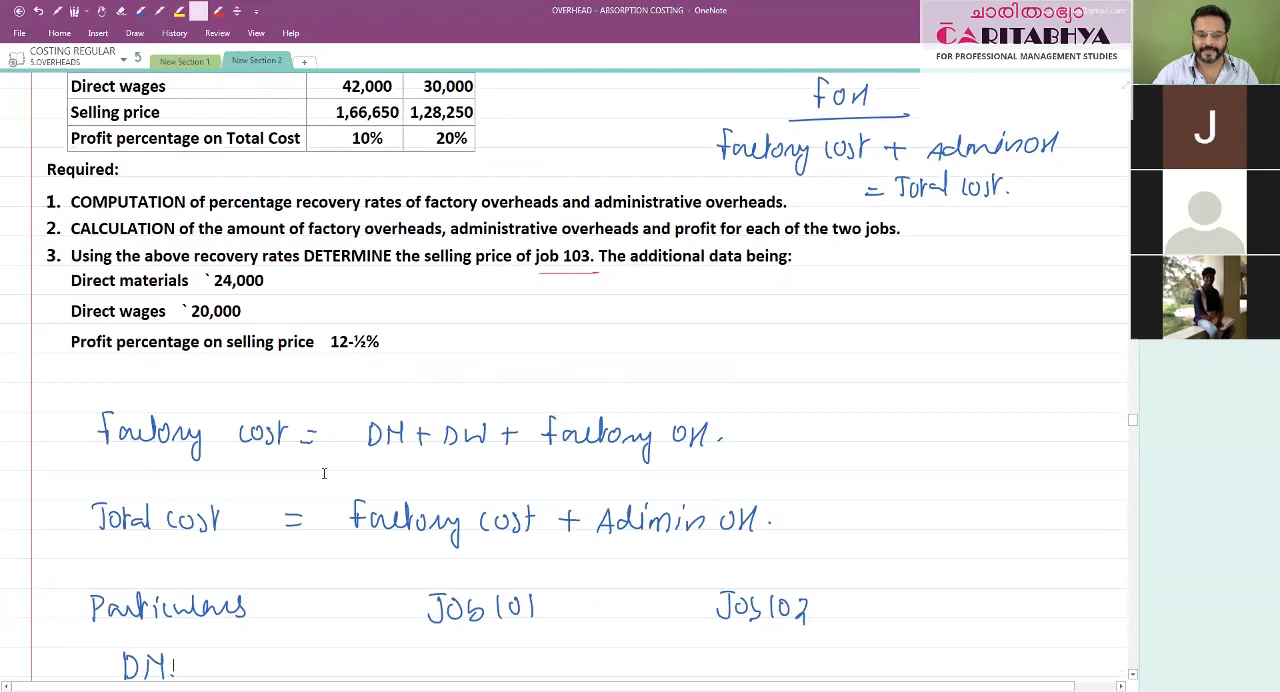 OVERHEAD – ABSORPTION COSTING - OneNote
File Home Insert Draw History Review View Help
COSTING REGULAR
5.OVERHEADS
5
New Section 1 New Section 2 +
ചാരിതാഭ്യാ
CARITABHYA
FOR PROFESSIONAL MANAGEMENT STUDIES
gmail.com
J
Direct wages 42,000 30,000
Selling price 1,66,650 1,28,250
Profit percentage on Total Cost 10% 20%
FOH
Factory cost + Admin OH
= Total cost.
Required:
1. COMPUTATION of percentage recovery rates of factory overheads and administrative overheads.
2. CALCULATION of the amount of factory overheads, administrative overheads and profit for each of the two jobs.
3. Using the above recovery rates DETERMINE the selling price of job 103. The additional data being:
Direct materials ` 24,000
Direct wages ` 20,000
Profit percentage on selling price 12-½%
Factory cost = DM + DW + Factory OH.
Total cost = Factory cost + Adimin OH.
Particulars Job 101 Job 102
DM